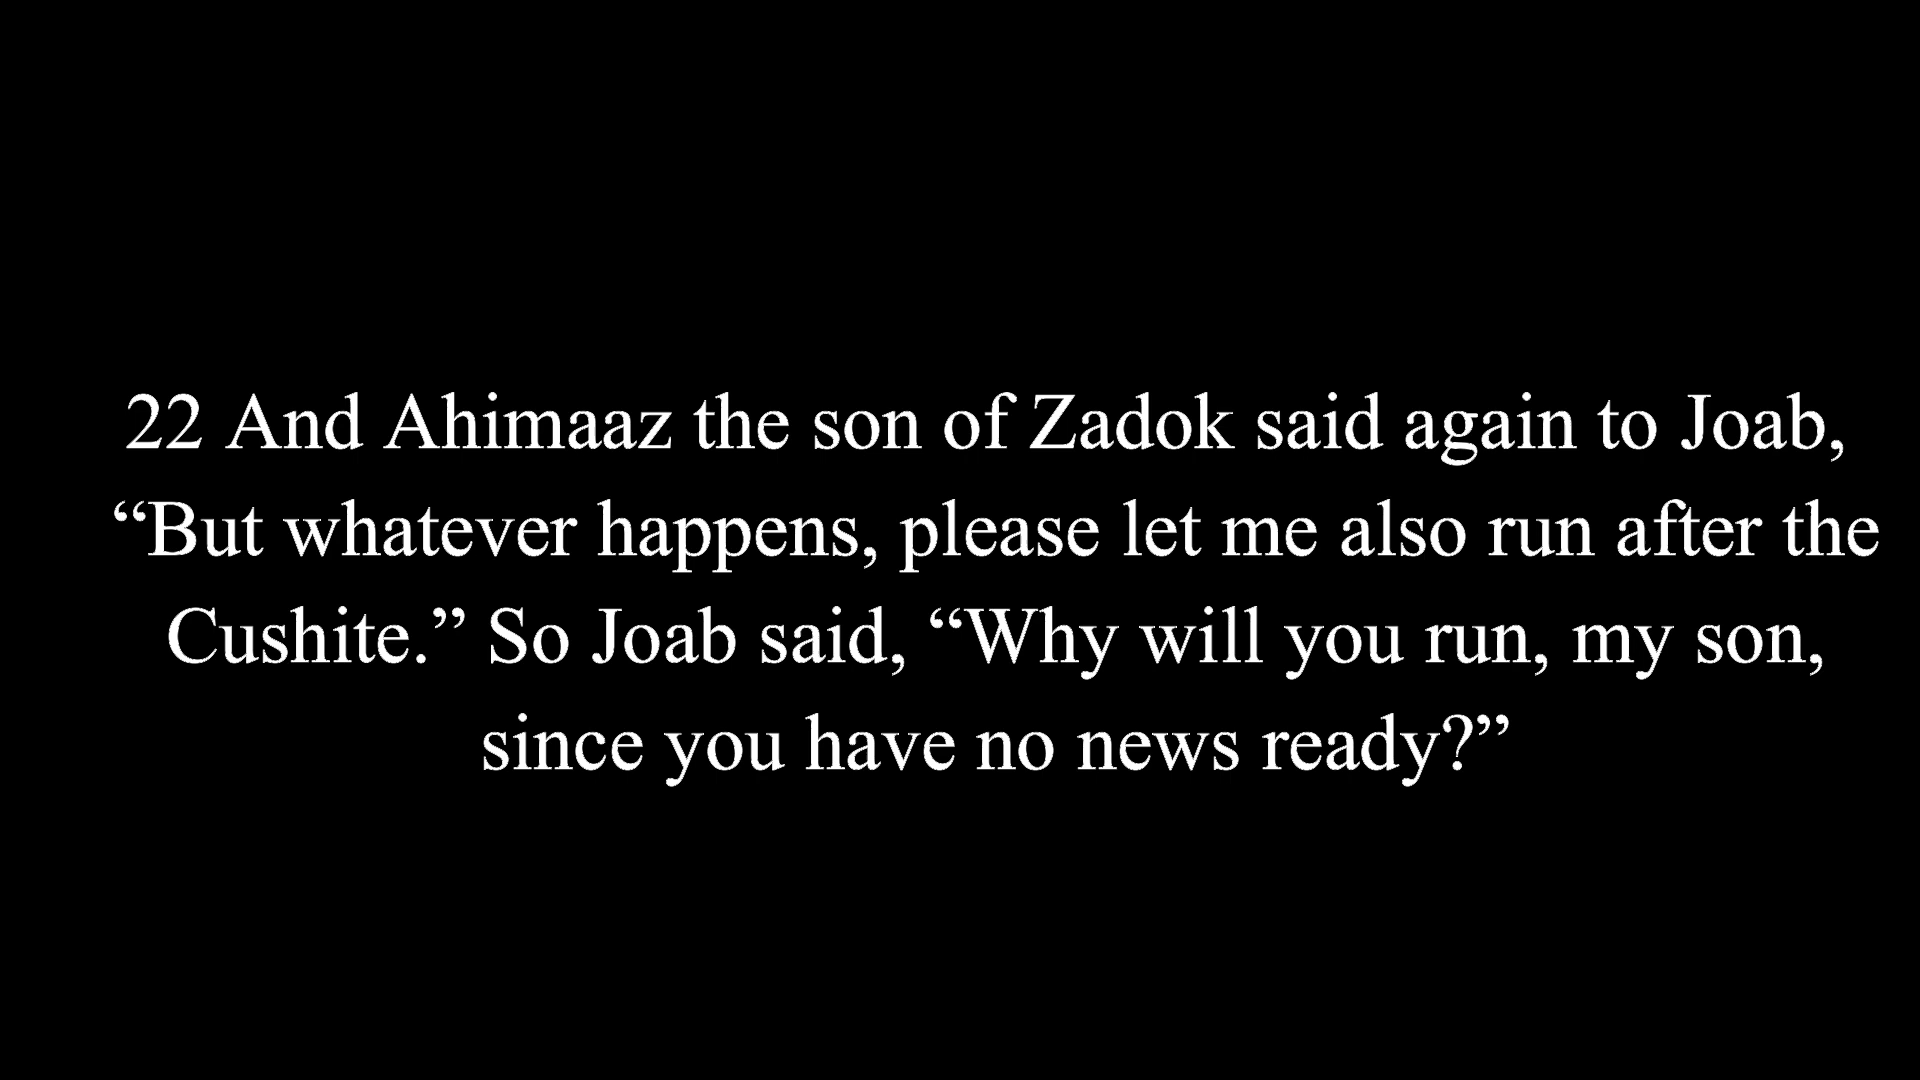 22 And Ahimaaz the son of Zadok said again to Joab,
“But whatever happens, please let me also run after the
Cushite.” So Joab said, “Why will you run, my son,
since you have no news ready?”